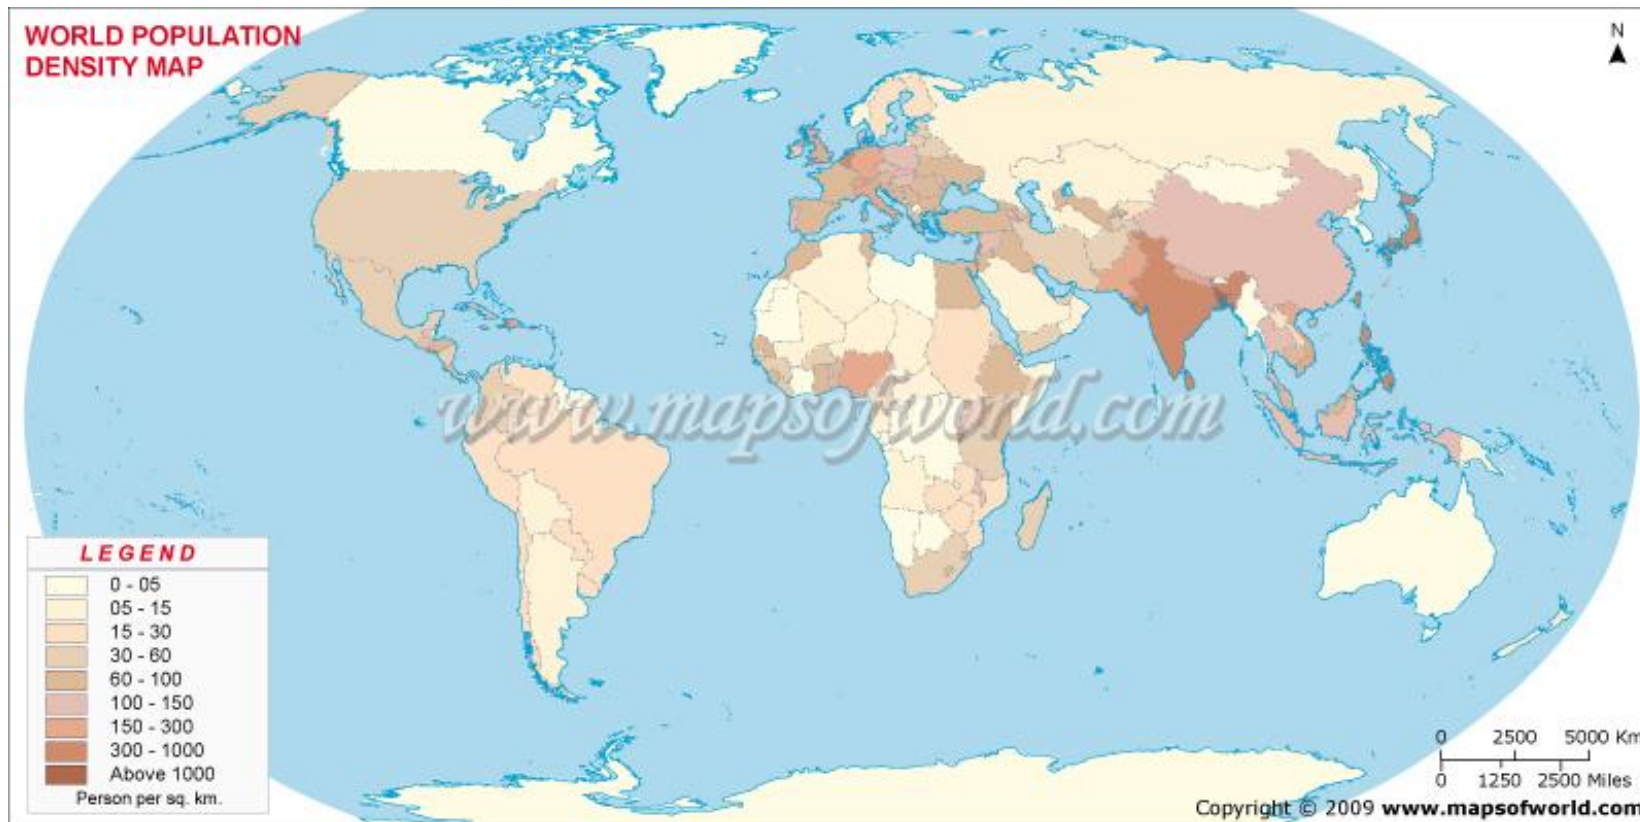 WORLD POPULATION
DENSITY MAP
N
www.mapsofworld.com
LEGEND
0 - 05
05 - 15
15 - 30
30 - 60
60 - 100
100 - 150
150 - 300
300 - 1000
Above 1000
Person per sq. km.
0 2500 5000 Km
0 1250 2500 Miles
Copyright © 2009 www.mapsofworld.com